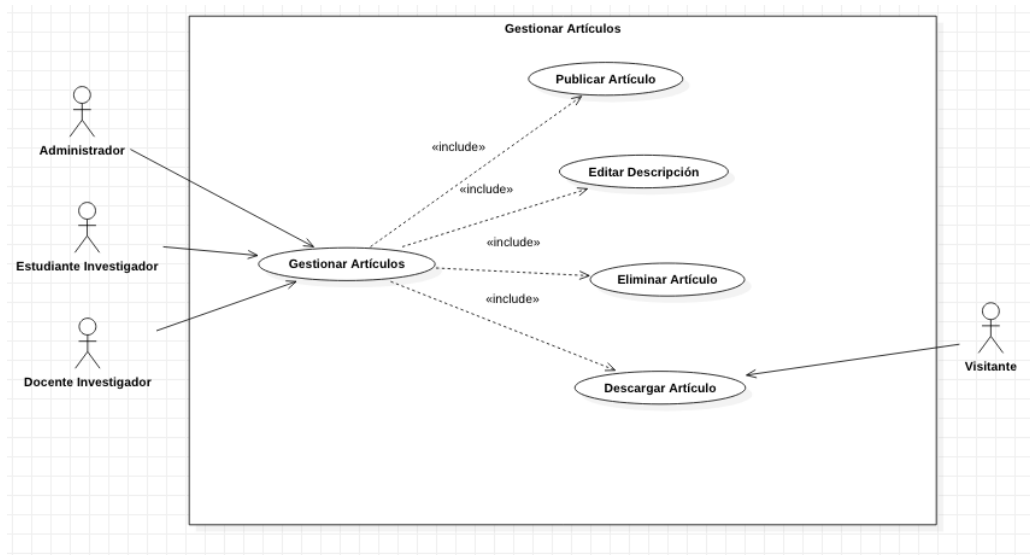 Gestionar Artículos
Publicar Artículo
Administrador
«include»
Editar Descripción
«include»
Estudiante Investigador
«include»
Gestionar Artículos
Eliminar Artículo
«include»
Docente Investigador
Visitante
Descargar Artículo